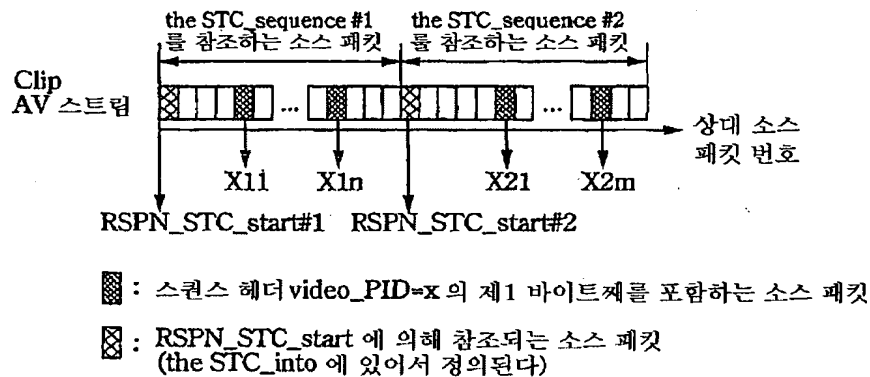 the STC_sequence #1
를 참조하는 소스 패킷
the STC_sequence #2
를 참조하는 소스 패킷
Clip
AV 스트림
...
...
상대 소스
패킷 번호
X11
X1n
X21
X2m
RSPN_STC_start#1
RSPN_STC_start#2
: 스퀀스 헤더 video_PID=x 의 제1 바이트째를 포함하는 소스 패킷
: RSPN_STC_start 에 의해 참조되는 소스 패킷
(the STC_into 에 있어서 정의된다)